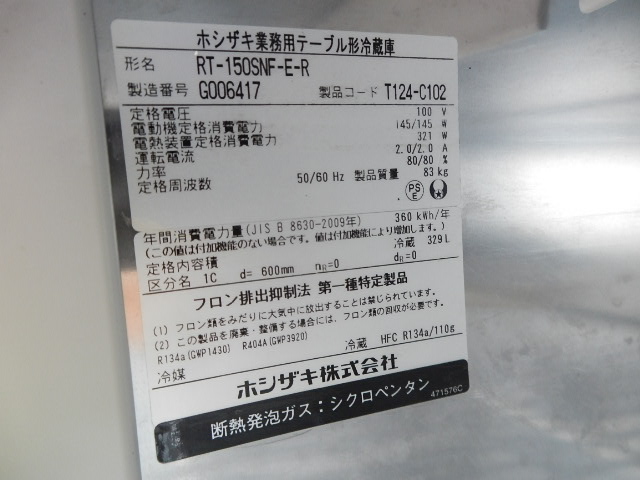 ホシザキ業務用テーブル形冷蔵庫
形名 RT-150SNF-E-R
製造番号 G006417 製品コード T124-C102
定格電圧 100 V
電動機定格消費電力 145/145 W
電熱装置定格消費電力 321 W
運転電流 2.0/2.0 A
力率 80/80 %
定格周波数 50/60 Hz 製品質量 83 kg
PS E
年間消費電力量(JIS B 8630-2009年) 360 kWh/年
(この値は付加機能のない場合です。値は付加機能により増加します。)
定格内容積 冷蔵 329 L
区分名 1C d= 600mm nR=0 dR=0
フロン排出抑制法 第一種特定製品
(1) フロン類をみだりに大気中に放出することは禁じられています。
(2) この製品を廃棄・整備する場合には、フロン類の回収が必要です。
R134a(GWP1430) R404A(GWP3920)
冷媒 冷蔵 HFC R134a/110g
ホシザキ株式会社
471576C
断熱発泡ガス：シクロペンタン